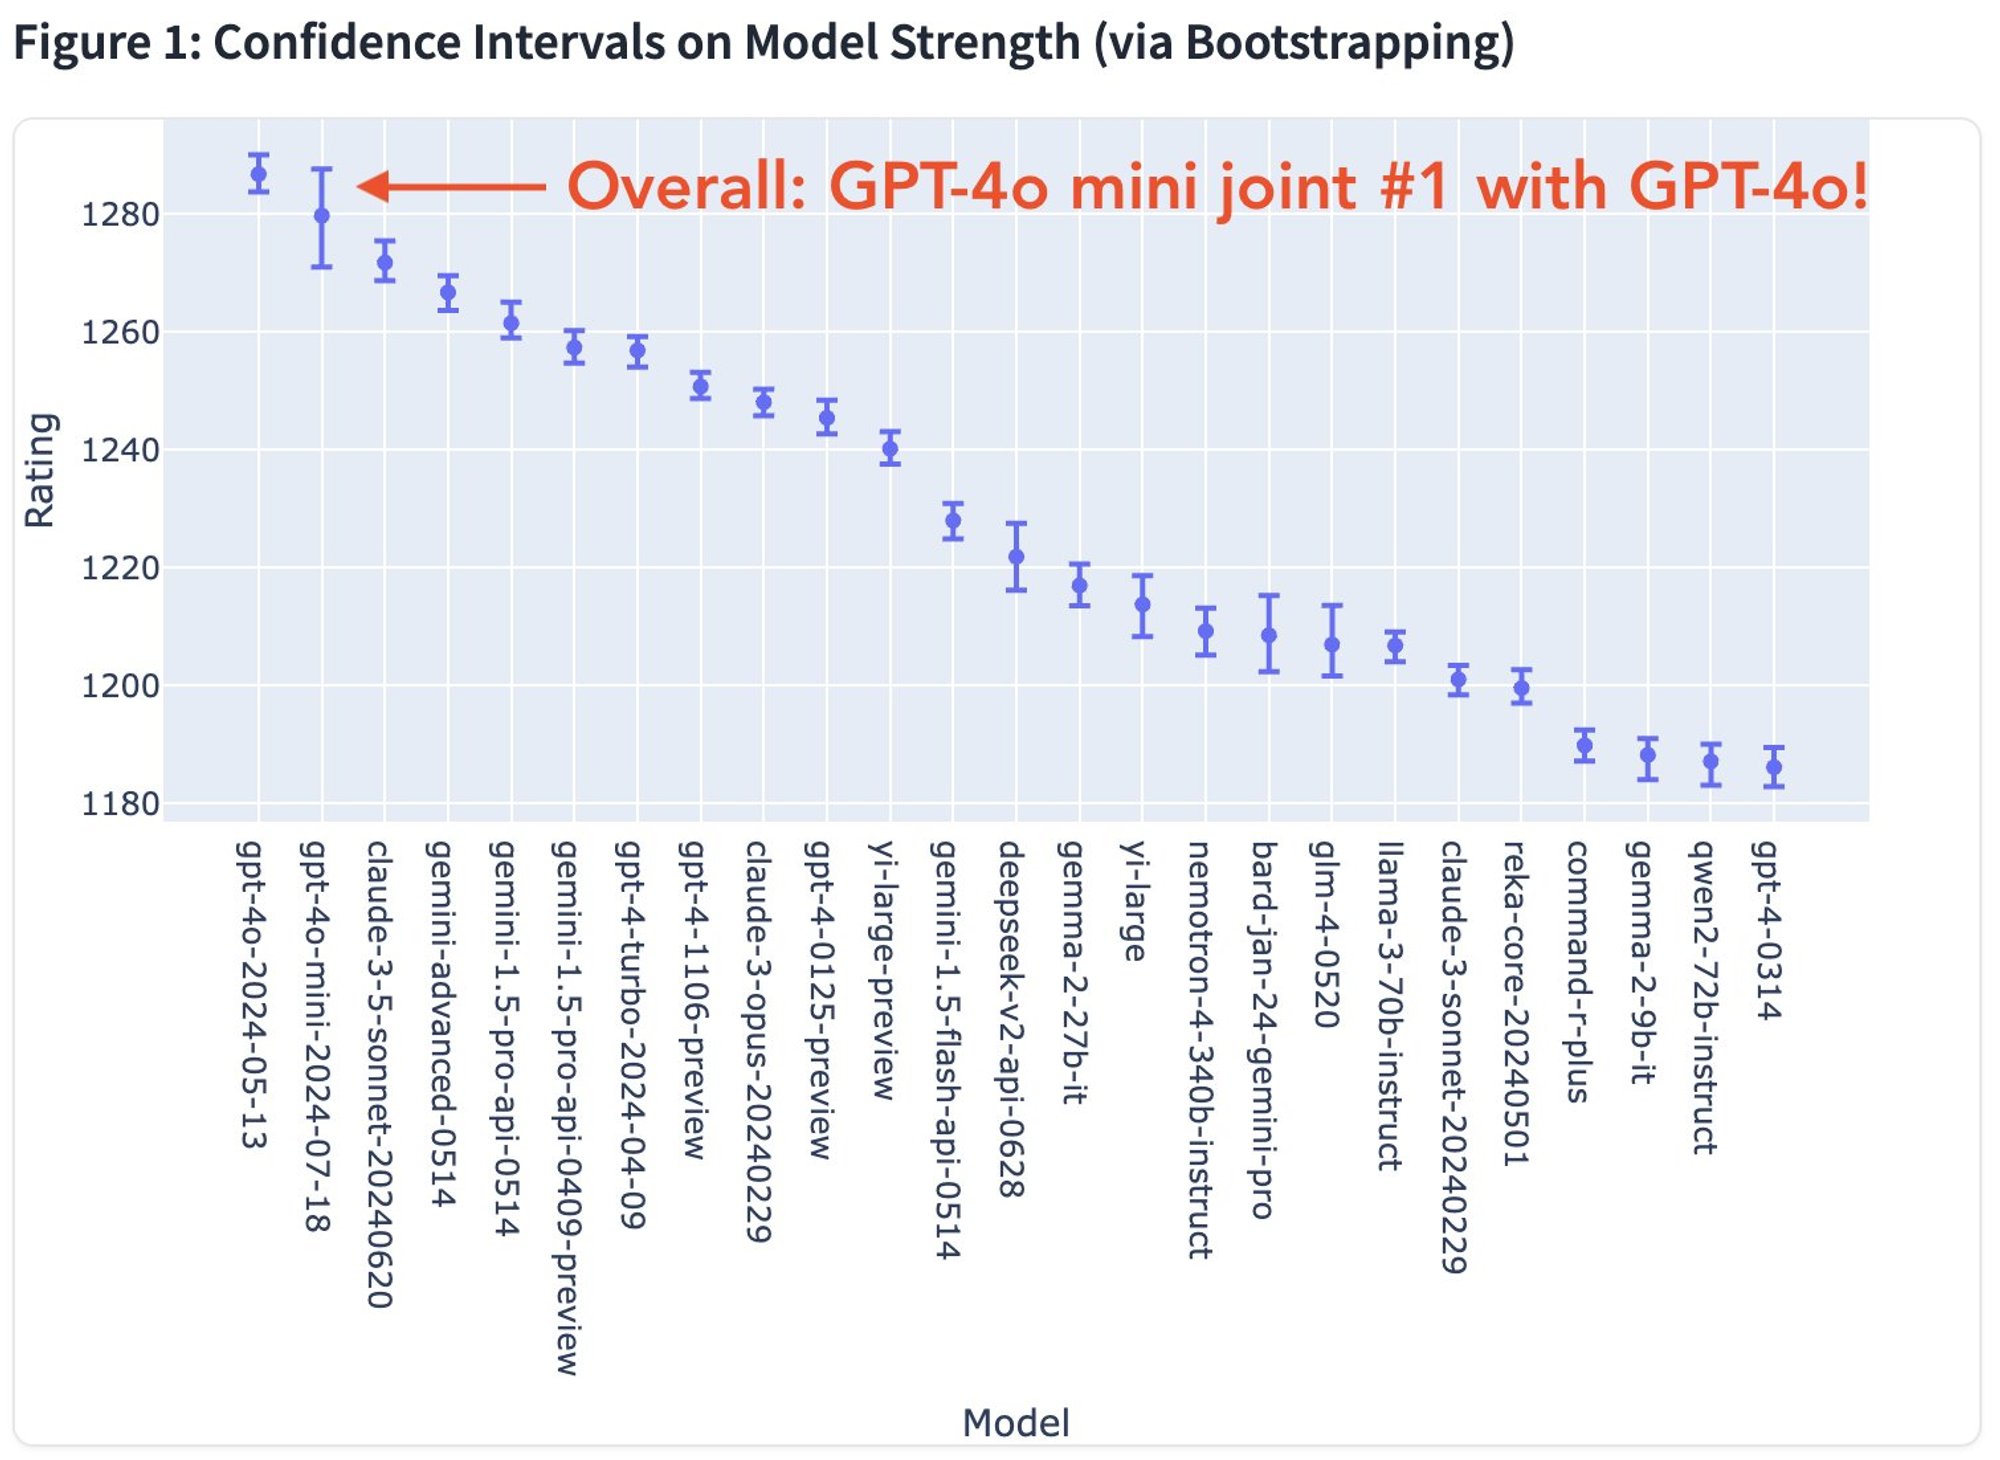 Figure 1: Confidence Intervals on Model Strength (via Bootstrapping)
Overall: GPT-4o mini joint #1 with GPT-4o!
1280
1260
1240
1220
1200
1180
Rating
gpt-4o-2024-05-13
gpt-4o-mini-2024-07-18
claude-3-5-sonnet-20240620
gemini-advanced-0514
gemini-1.5-pro-api-0514
gemini-1.5-pro-api-0409-preview
gpt-4-turbo-2024-04-09
gpt-4-1106-preview
claude-3-opus-20240229
gpt-4-0125-preview
yi-large-preview
gemini-1.5-flash-api-0514
deepseek-v2-api-0628
gemma-2-27b-it
yi-large
nemotron-4-340b-instruct
bard-jan-24-gemini-pro
glm-4-0520
llama-3-70b-instruct
claude-3-sonnet-20240229
reka-core-20240501
command-r-plus
gemma-2-9b-it
qwen2-72b-instruct
gpt-4-0314
Model